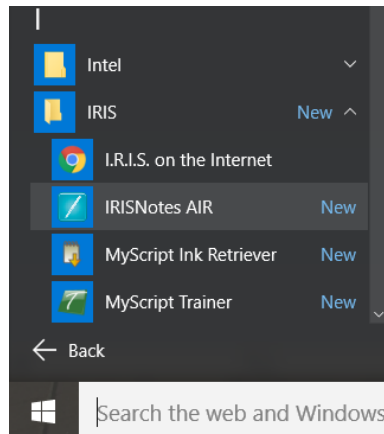 I
Intel
IRIS New
I.R.I.S. on the Internet
IRISNotes AIR New
MyScript Ink Retriever New
MyScript Trainer New
Back
Search the web and Windows